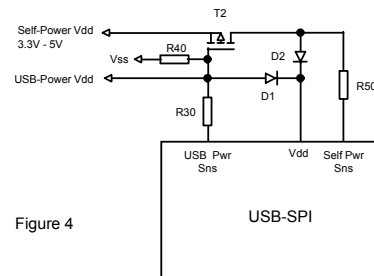 T2
Self-Power Vdd
3.3V - 5V
R40
D2
Vss
USB-Power Vdd
R50
D1
R30
USB Pwr
Sns
Vdd
Self Pwr
Sns
USB-SPI
Figure 4